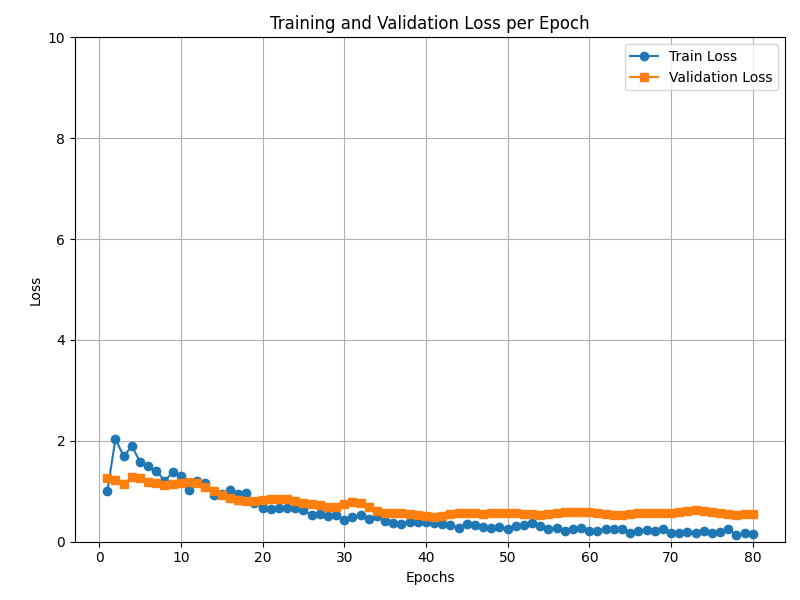 Training and Validation Loss per Epoch
Train Loss
Validation Loss
Loss
10
8
6
4
2
0
0 10 20 30 40 50 60 70 80
Epochs